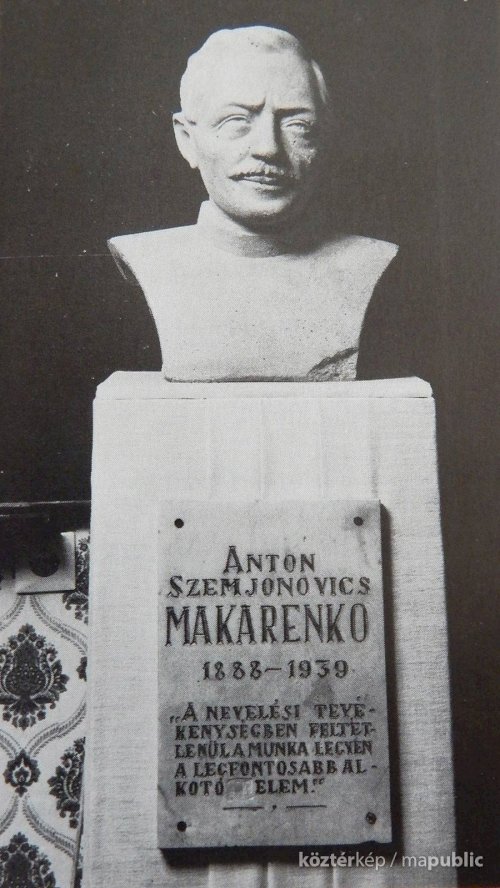 ANTON
SZEMJONOVICS
MAKARENKO
1888–1939
„A NEVELÉSI TEVÉ-
KENYSÉGBEN FELTÉT-
LENÜL A MUNKA LEGYEN
A LEGFONTOSABB AL-
KOTÓ ELEM."
köztérkép / mapublic